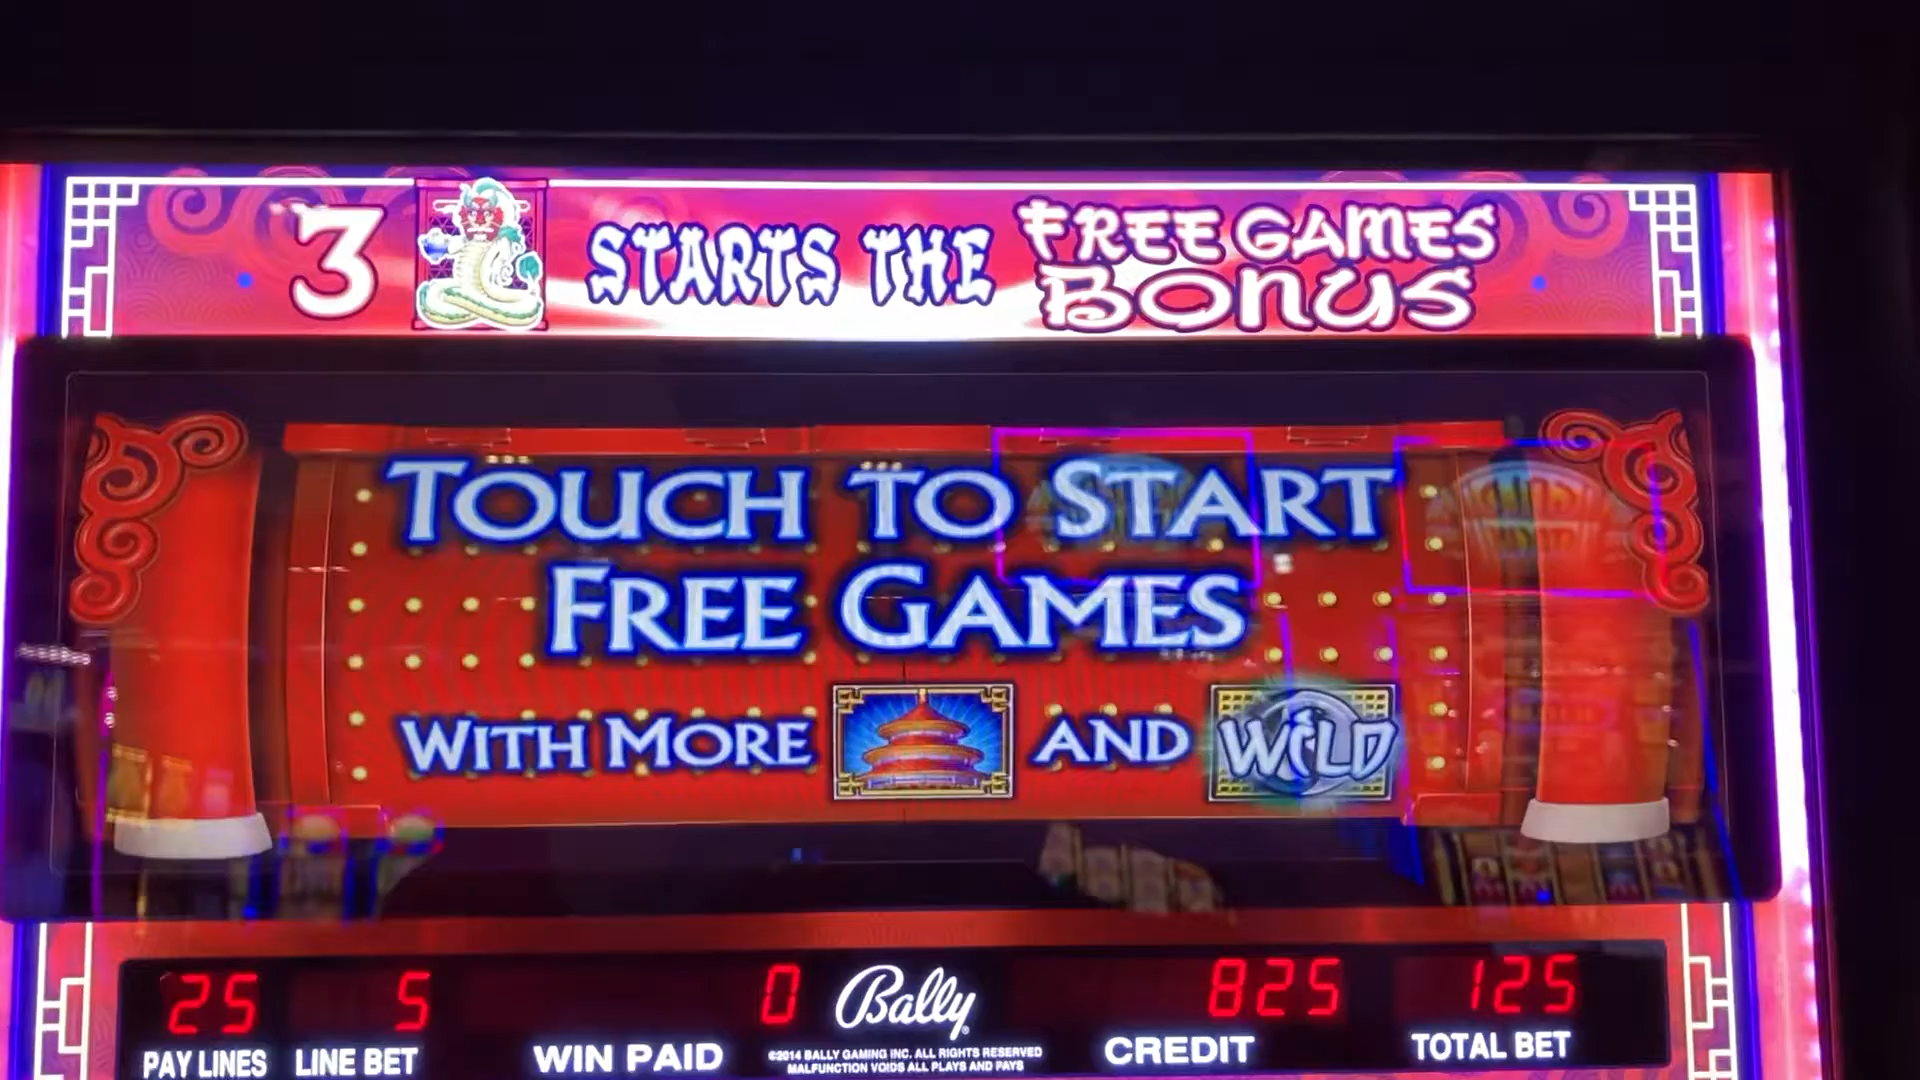 3 STARTS THE FREE GAMES BONUS
TOUCH TO START
FREE GAMES
WITH MORE AND WILD
25 5 0 Bally 825 125
PAY LINES LINE BET WIN PAID CREDIT TOTAL BET
©2014 BALLY GAMING INC. ALL RIGHTS RESERVED
MALFUNCTION VOIDS ALL PLAYS AND PAYS